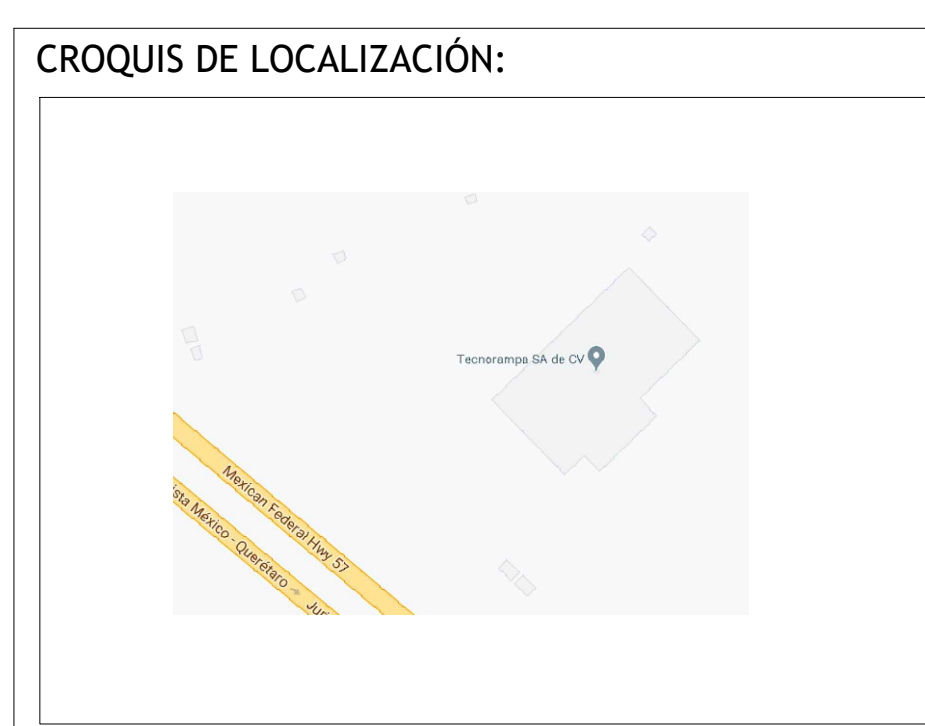 CROQUIS DE LOCALIZACIÓN:
Tecnorampa SA de CV
Mexican Federal Hwy 57
ista México - Querétaro